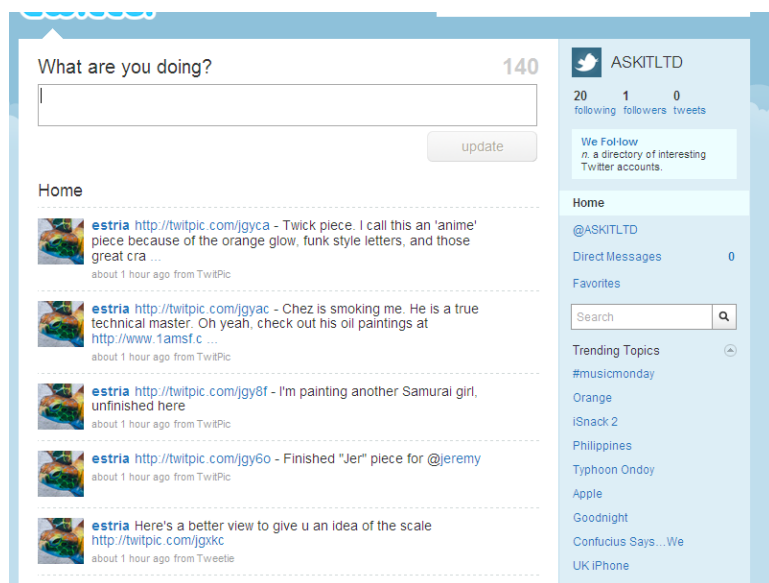 What are you doing? 140
update
Home
estria http://twitpic.com/jgyca - Twick piece. I call this an 'anime'
piece because of the orange glow, funk style letters, and those
great cra ...
about 1 hour ago from TwitPic
estria http://twitpic.com/jgyac - Chez is smoking me. He is a true
technical master. Oh yeah, check out his oil paintings at
http://www.1amsf.c ...
about 1 hour ago from TwitPic
estria http://twitpic.com/jgy8f - I'm painting another Samurai girl,
unfinished here
about 1 hour ago from TwitPic
estria http://twitpic.com/jgy6o - Finished "Jer" piece for @jeremy
about 1 hour ago from TwitPic
estria Here's a better view to give u an idea of the scale
http://twitpic.com/jgxkc
about 1 hour ago from Tweetie
ASKITLTD
20 1 0
following followers tweets
We Fol·low
n. a directory of interesting
Twitter accounts.
Home
@ASKITLTD
Direct Messages 0
Favorites
Search
Trending Topics
#musicmonday
Orange
iSnack 2
Philippines
Typhoon Ondoy
Apple
Goodnight
Confucius Says...We
UK iPhone